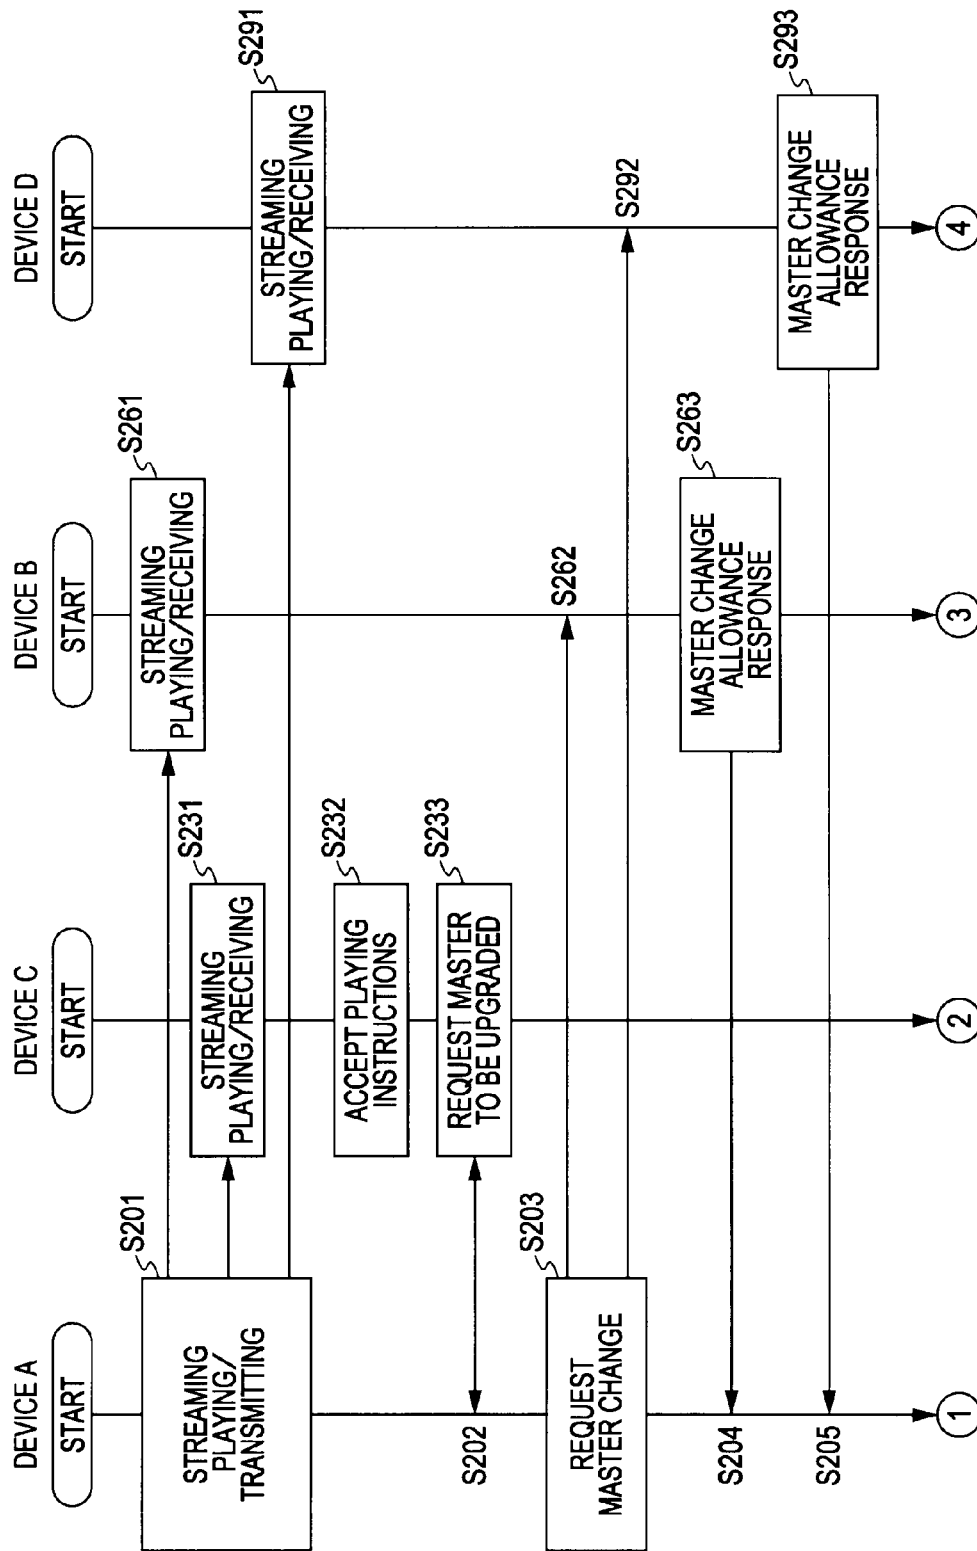 DEVICE A
START
S201
STREAMING
PLAYING/
TRANSMITTING
S202
S203
REQUEST
MASTER CHANGE
S204
S205
1
DEVICE C
START
S231
STREAMING
PLAYING/RECEIVING
S232
ACCEPT PLAYING
INSTRUCTIONS
S233
REQUEST MASTER
TO BE UPGRADED
2
DEVICE B
START
S261
STREAMING
PLAYING/RECEIVING
S262
S263
MASTER CHANGE
ALLOWANCE
RESPONSE
3
DEVICE D
START
S291
STREAMING
PLAYING/RECEIVING
S292
S293
MASTER CHANGE
ALLOWANCE
RESPONSE
4